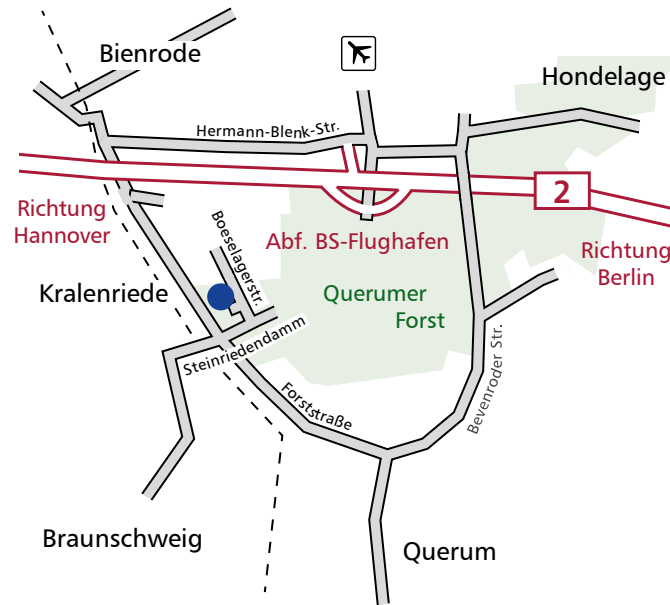 Bienrode
Hondelage
Hermann-Blenk-Str.
2
Richtung
Hannover
Boeselagerstr.
Abf. BS-Flughafen
Richtung
Berlin
Kralenriede
Querumer
Forst
Steinriedendamm
Bevenroder Str.
Forststraße
Braunschweig
Querum